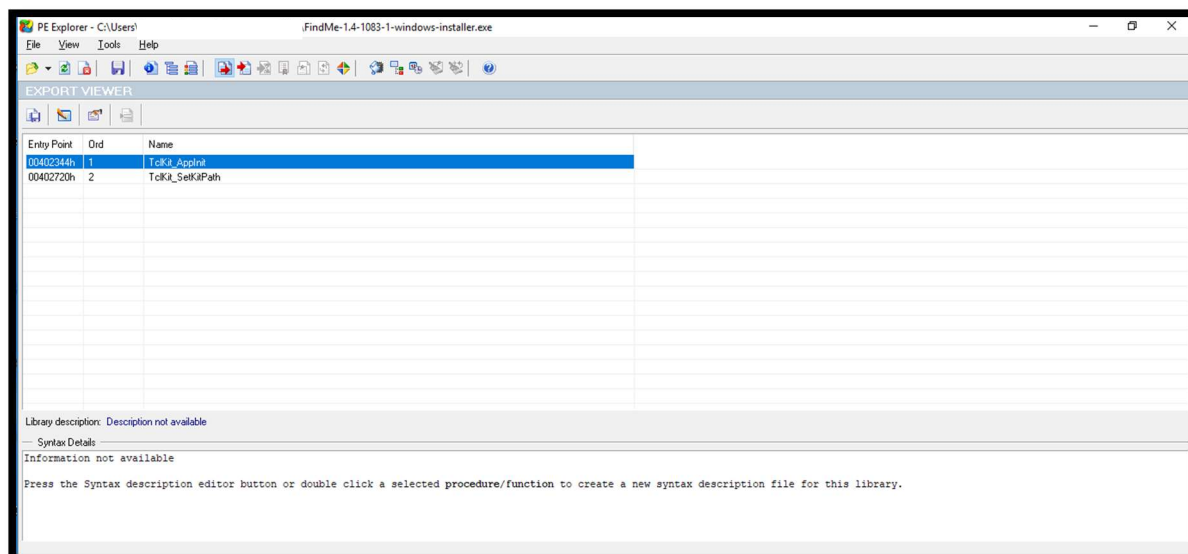 PE Explorer - C:\Users\ \FindMe-1.4-1083-1-windows-installer.exe
File View Tools Help
EXPORT VIEWER
Entry Point Ord Name
00402344h 1 TclKit_AppInit
00402720h 2 TclKit_SetKitPath
Library description: Description not available
Syntax Details
Information not available
Press the Syntax description editor button or double click a selected procedure/function to create a new syntax description file for this library.